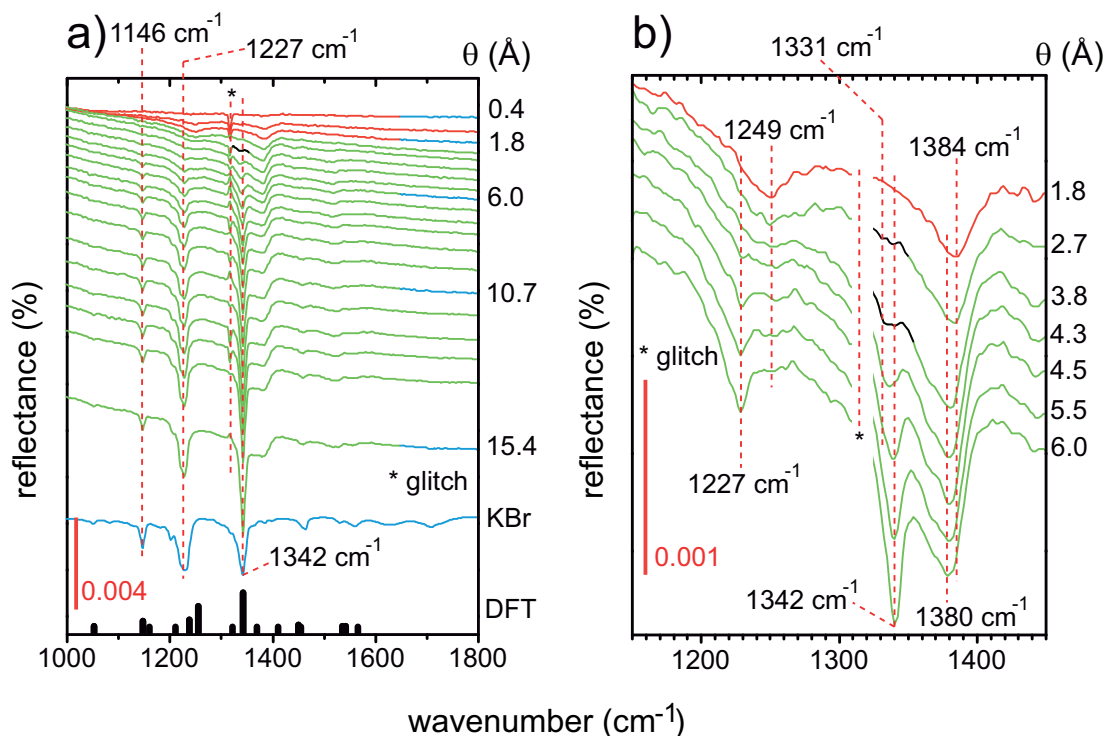 a)
1146 cm-1
1227 cm-1
θ (Å)
*
0.4
1.8
6.0
10.7
15.4
* glitch
KBr
1342 cm-1
0.004
DFT
1000 1200 1400 1600 1800
reflectance (%)
b)
1331 cm-1
θ (Å)
1249 cm-1
1384 cm-1
1.8
2.7
3.8
4.3
4.5
5.5
6.0
* glitch
*
1227 cm-1
0.001
1342 cm-1
1380 cm-1
1200 1300 1400
reflectance (%)
wavenumber (cm-1)